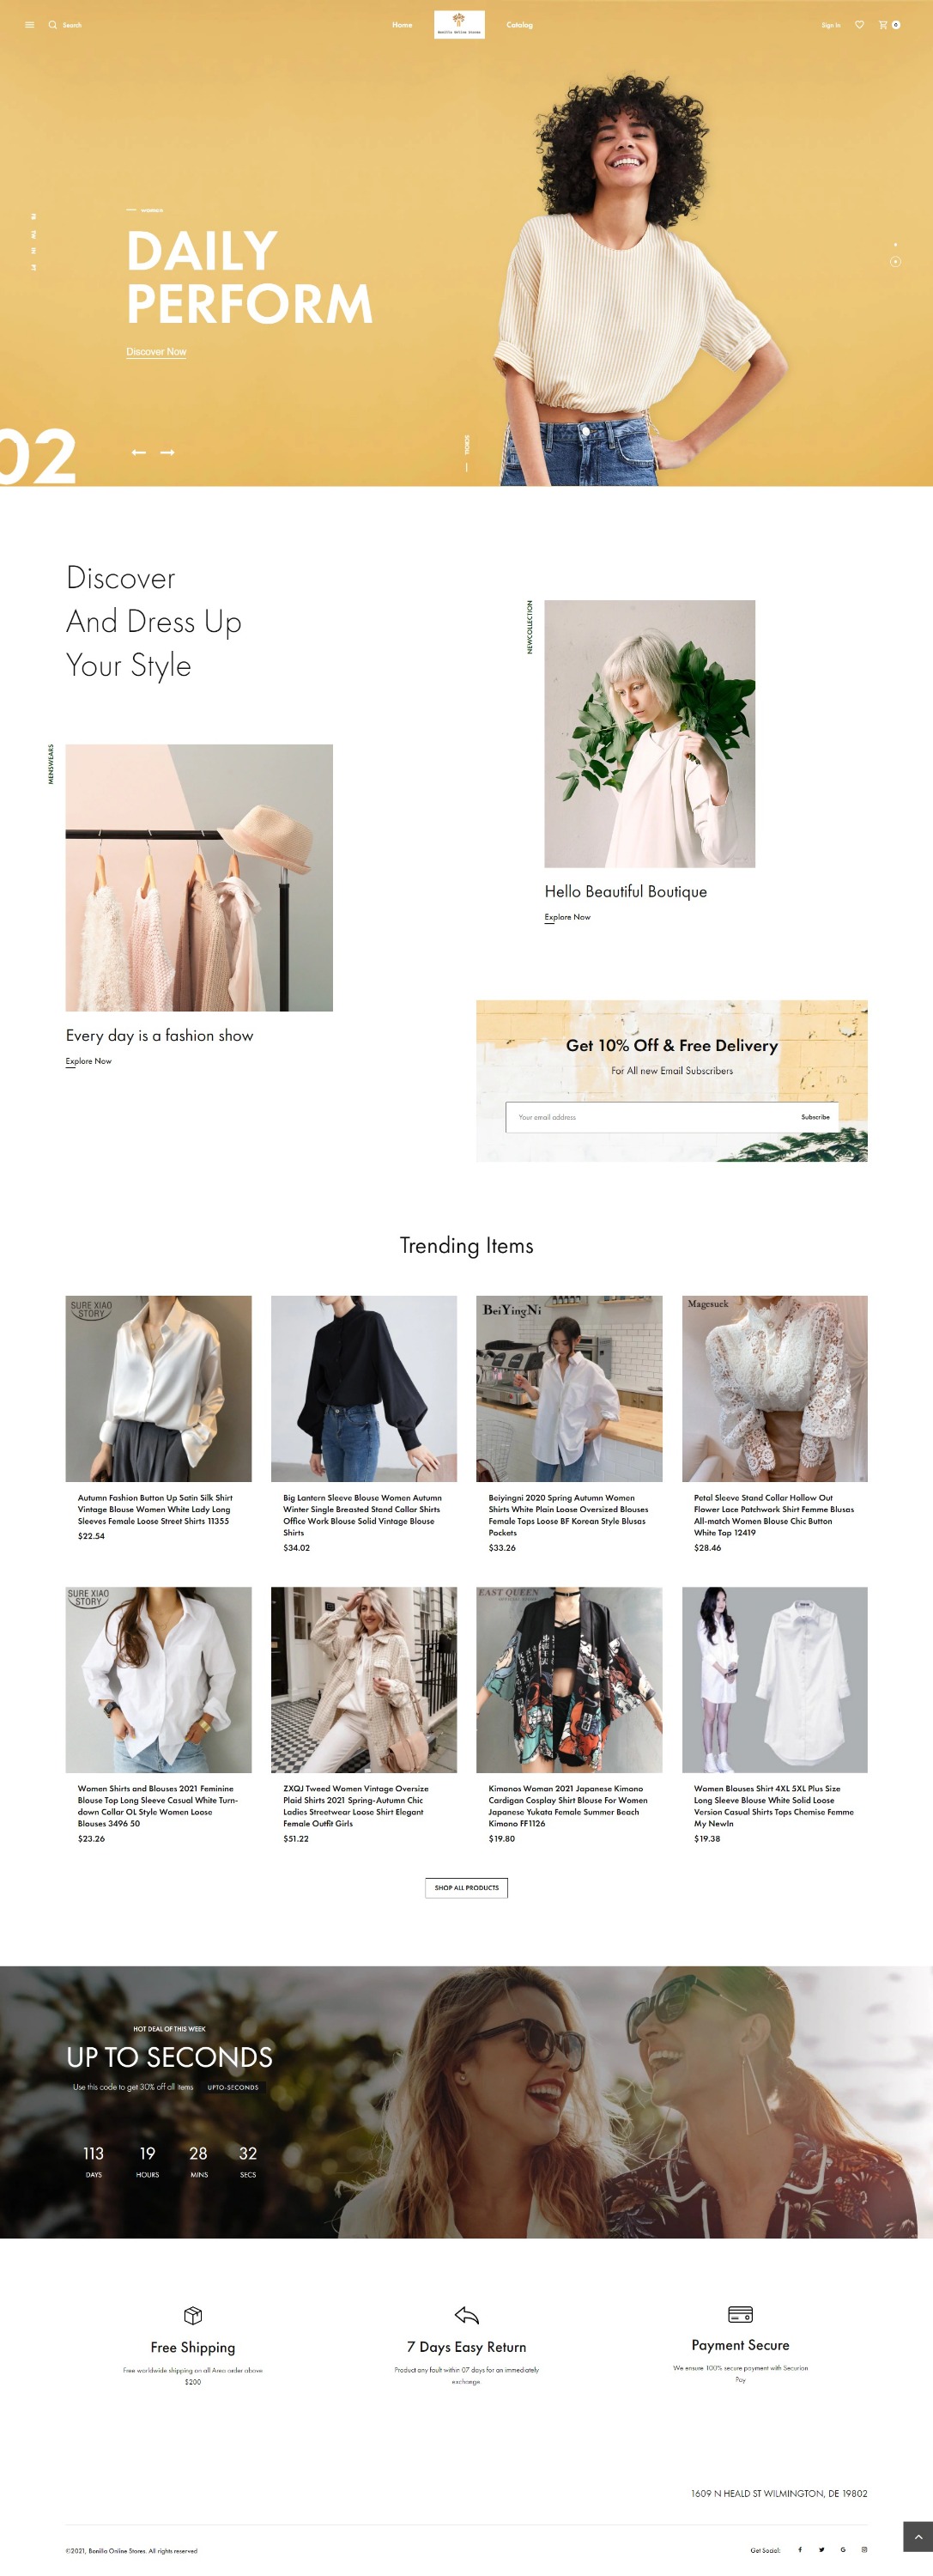 Search
Home
Bonilla Online Stores
Catalog
Sign In
0
WOMENS
DAILY
PERFORM
Discover Now
FB
TW
IN
PT
02
SCROLL
Discover
And Dress Up
Your Style
NEWCOLLECTION
MENSWEARS
Hello Beautiful Boutique
Explore Now
Every day is a fashion show
Explore Now
Get 10% Off & Free Delivery
For All new Email Subscribers
Your email address
Subscribe
Trending Items
SURE XIAO
STORY
BeiYingNi
Magesuck
Autumn Fashion Button Up Satin Silk Shirt
Vintage Blouse Women White Lady Long
Sleeves Female Loose Street Shirts 11355
$22.54
Big Lantern Sleeve Blouse Women Autumn
Winter Single Breasted Stand Collar Shirts
Office Work Blouse Solid Vintage Blouse
Shirts
$34.02
Beiyingni 2020 Spring Autumn Women
Shirts White Plain Loose Oversized Blouses
Female Tops Loose BF Korean Style Blusas
Pockets
$33.26
Petal Sleeve Stand Collar Hollow Out
Flower Lace Patchwork Shirt Femme Blusas
All-match Women Blouse Chic Button
White Top 12419
$28.46
SURE XIAO
STORY
EAST QUEEN
Women Shirts and Blouses 2021 Feminine
Blouse Top Long Sleeve Casual White Turn-
down Collar OL Style Women Loose
Blouses 3496 50
$23.26
ZXQJ Tweed Women Vintage Oversize
Plaid Shirts 2021 Spring-Autumn Chic
Ladies Streetwear Loose Shirt Elegant
Female Outfit Girls
$51.22
Kimonos Woman 2021 Japanese Kimono
Cardigan Cosplay Shirt Blouse For Women
Japanese Yukata Female Summer Beach
Kimono FF1126
$19.80
Women Blouses Shirt 4XL 5XL Plus Size
Long Sleeve Blouse White Solid Loose
Version Casual Shirts Tops Chemise Femme
My NewIn
$19.38
SHOP ALL PRODUCTS
HOT DEAL OF THIS WEEK
UP TO SECONDS
Use this code to get 30% off all items
UPTO-SECONDS
113
19
28
32
DAYS
HOURS
MINS
SECS
Free Shipping
Free worldwide shipping on all Area order above
$200
7 Days Easy Return
Product any fault within 07 days for an immediately
exchange.
Payment Secure
We ensure 100% secure payment with Securion
Pay
1609 N HEALD ST WILMINGTON, DE 19802
©2021, Bonilla Online Stores. All rights reserved
Get Social: